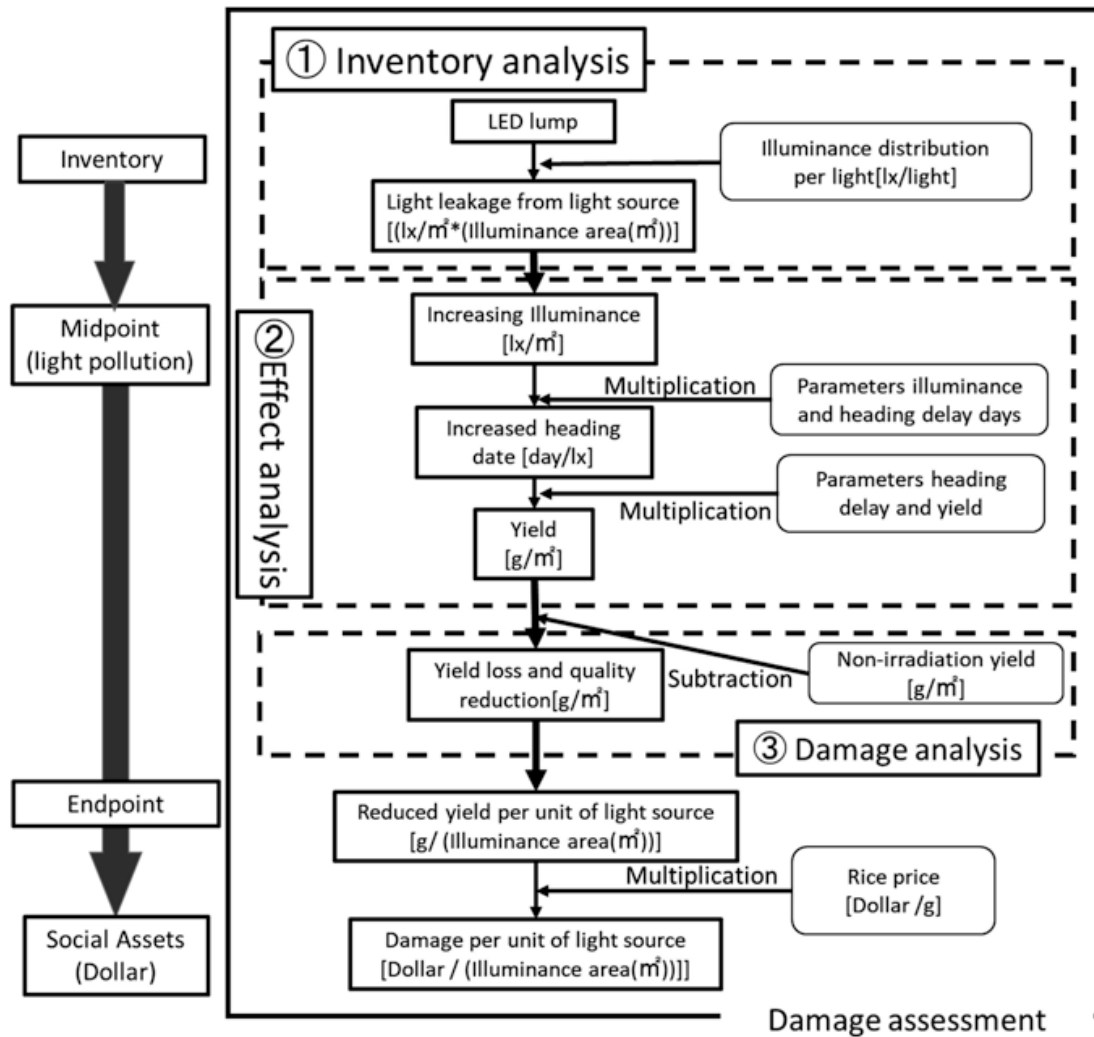 ① Inventory analysis
LED lump
Inventory
Illuminance distribution
per light[lx/light]
Light leakage from light source
[(lx/㎡*(Illuminance area(㎡))]
Increasing Illuminance
[lx/㎡]
Midpoint
(light pollution)
②Effect analysis
Multiplication
Parameters illuminance
and heading delay days
Increased heading
date [day/lx]
Multiplication
Parameters heading
delay and yield
Yield
[g/㎡]
Yield loss and quality
reduction[g/㎡]
Subtraction
Non-irradiation yield
[g/㎡]
③ Damage analysis
Endpoint
Reduced yield per unit of light source
[g/ (Illuminance area(㎡))]
Multiplication
Rice price
[Dollar /g]
Social Assets
(Dollar)
Damage per unit of light source
[Dollar / (Illuminance area(㎡))]]
Damage assessment